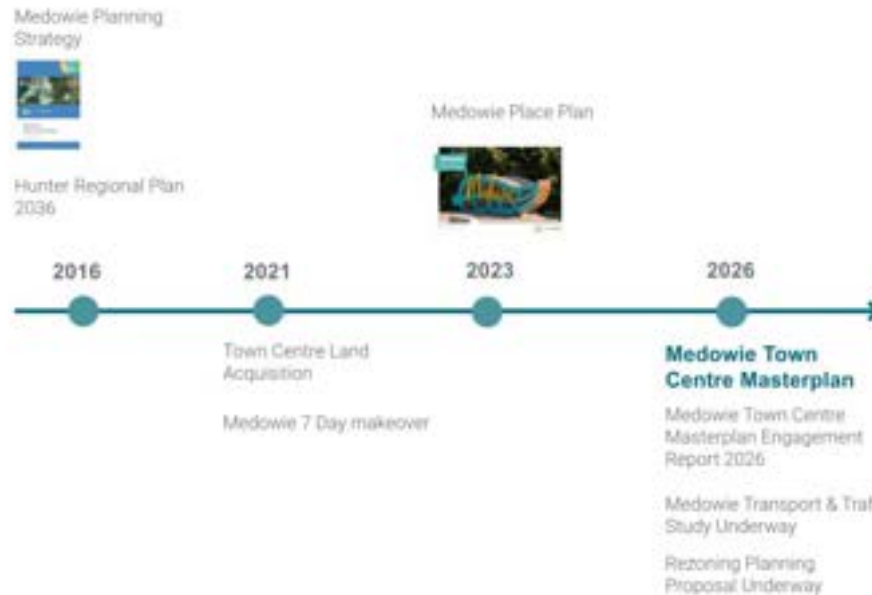 Medowie Planning
Strategy
Hunter Regional Plan
2036
Medowie Place Plan
2016
2021
2023
2026
Town Centre Land
Acquisition
Medowie 7 Day makeover
Medowie Town
Centre Masterplan
Medowie Town Centre
Masterplan Engagement
Report 2026
Medowie Transport & Traf
Study Underway
Rezoning Planning
Proposal Underway